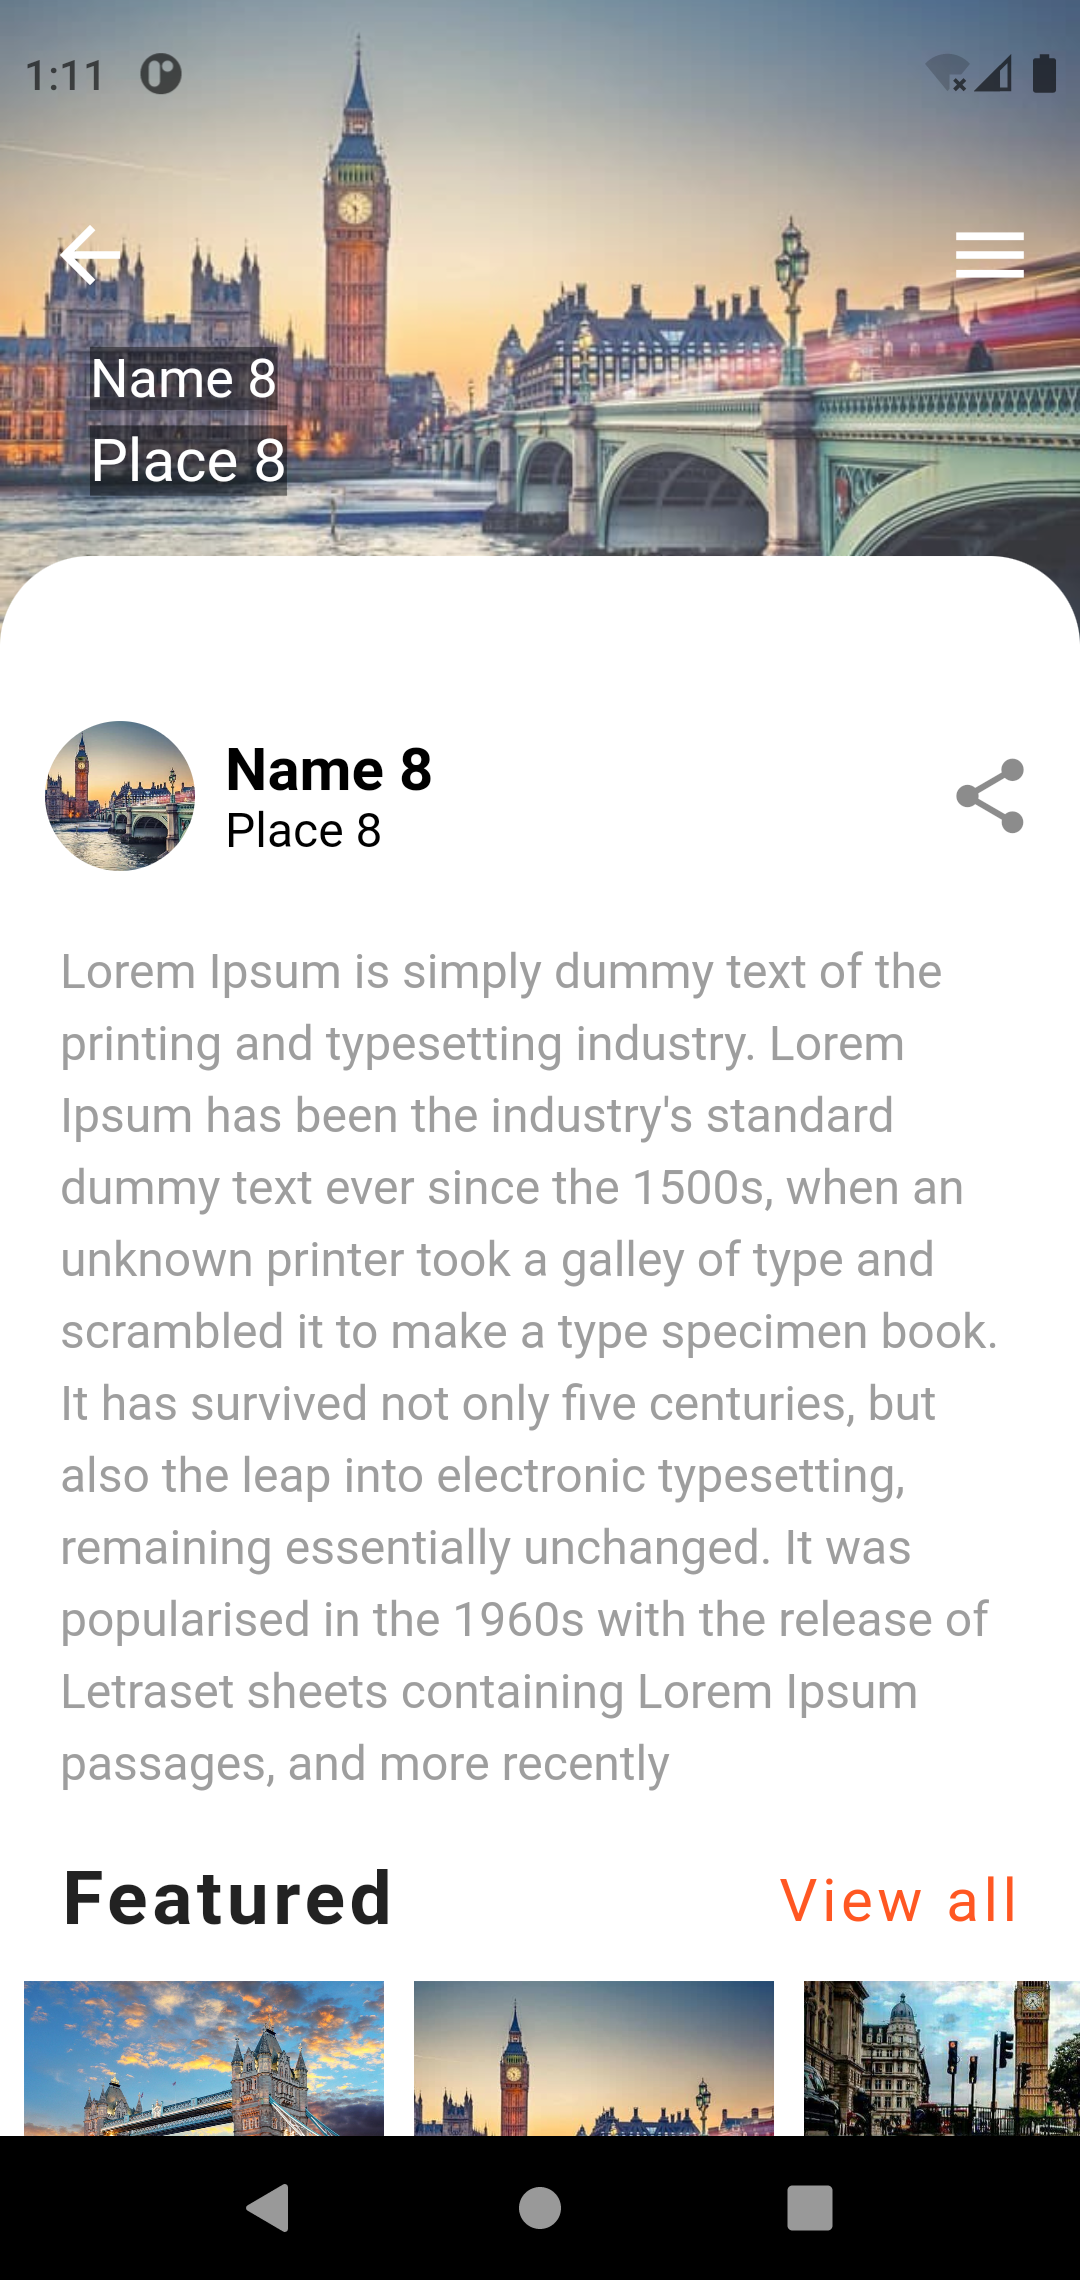 1:11
Name 8
Place 8
Name 8
Place 8
Lorem Ipsum is simply dummy text of the
printing and typesetting industry. Lorem
Ipsum has been the industry's standard
dummy text ever since the 1500s, when an
unknown printer took a galley of type and
scrambled it to make a type specimen book.
It has survived not only five centuries, but
also the leap into electronic typesetting,
remaining essentially unchanged. It was
popularised in the 1960s with the release of
Letraset sheets containing Lorem Ipsum
passages, and more recently
Featured
View all